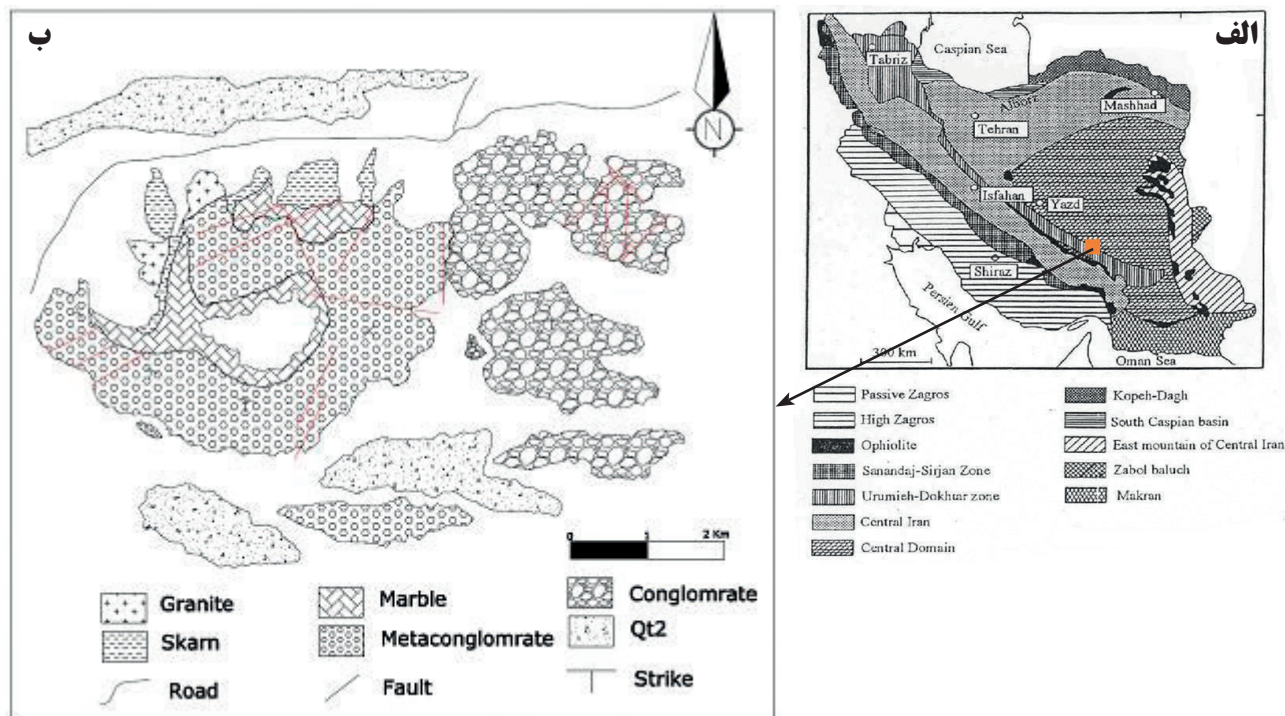 ب
N
0 1 2 Km
Granite
Skarn
Road
Marble
Metaconglomrate
Fault
Conglomrate
Qt2
Strike
الف
Caspian Sea
Tabriz
Alborz
Mashhad
Tehran
Isfahan
Yazd
Shiraz
Persian Gulf
Oman Sea
300 km
Passive Zagros
High Zagros
Ophiolite
Sanandaj-Sirjan Zone
Urumieh-Dokhtar zone
Central Iran
Central Domain
Kopeh-Dagh
South Caspian basin
East mountain of Central Iran
Zabol baluch
Makran